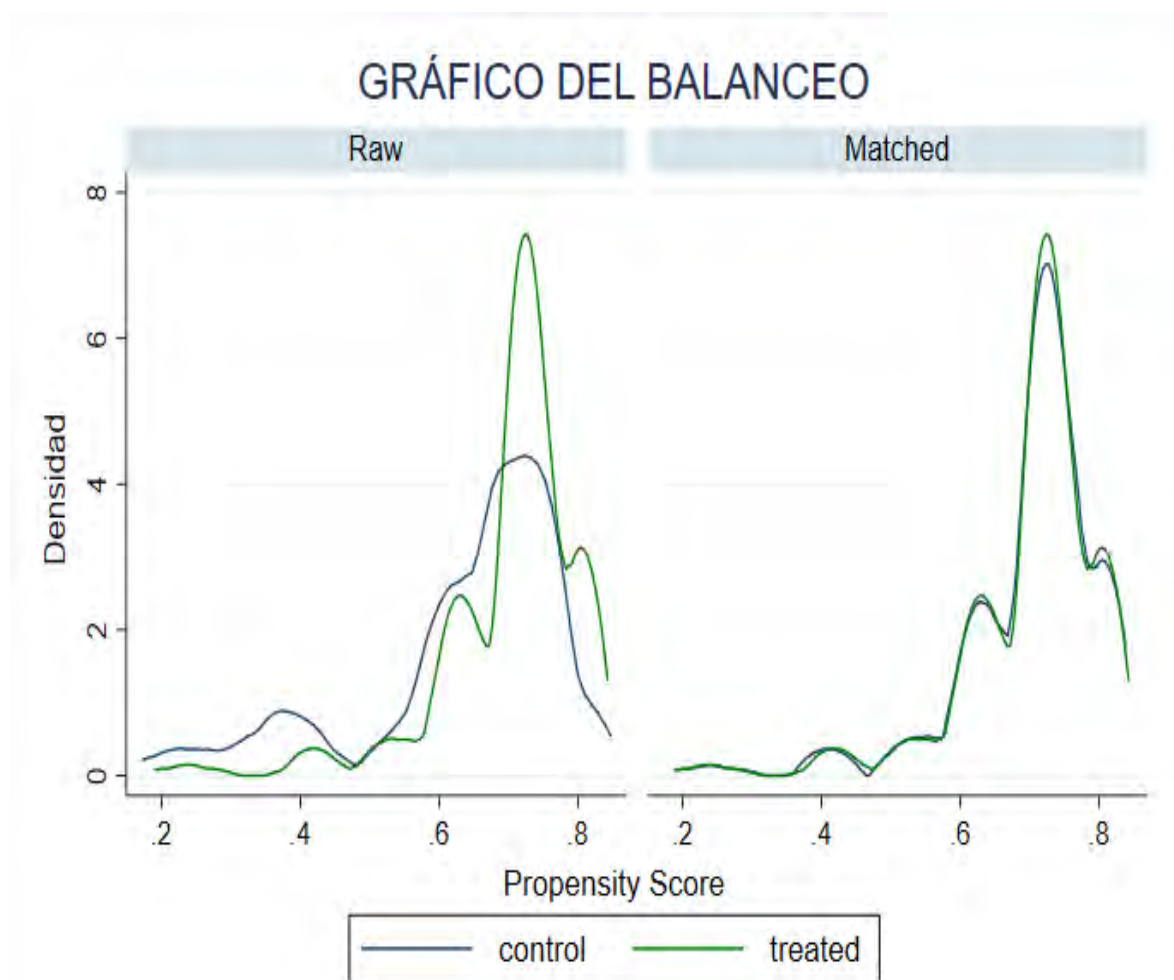 GRÁFICO DEL BALANCEO
Raw
Matched
8
6
4
2
0
Densidad
.2 .4 .6 .8
.2 .4 .6 .8
Propensity Score
control
treated